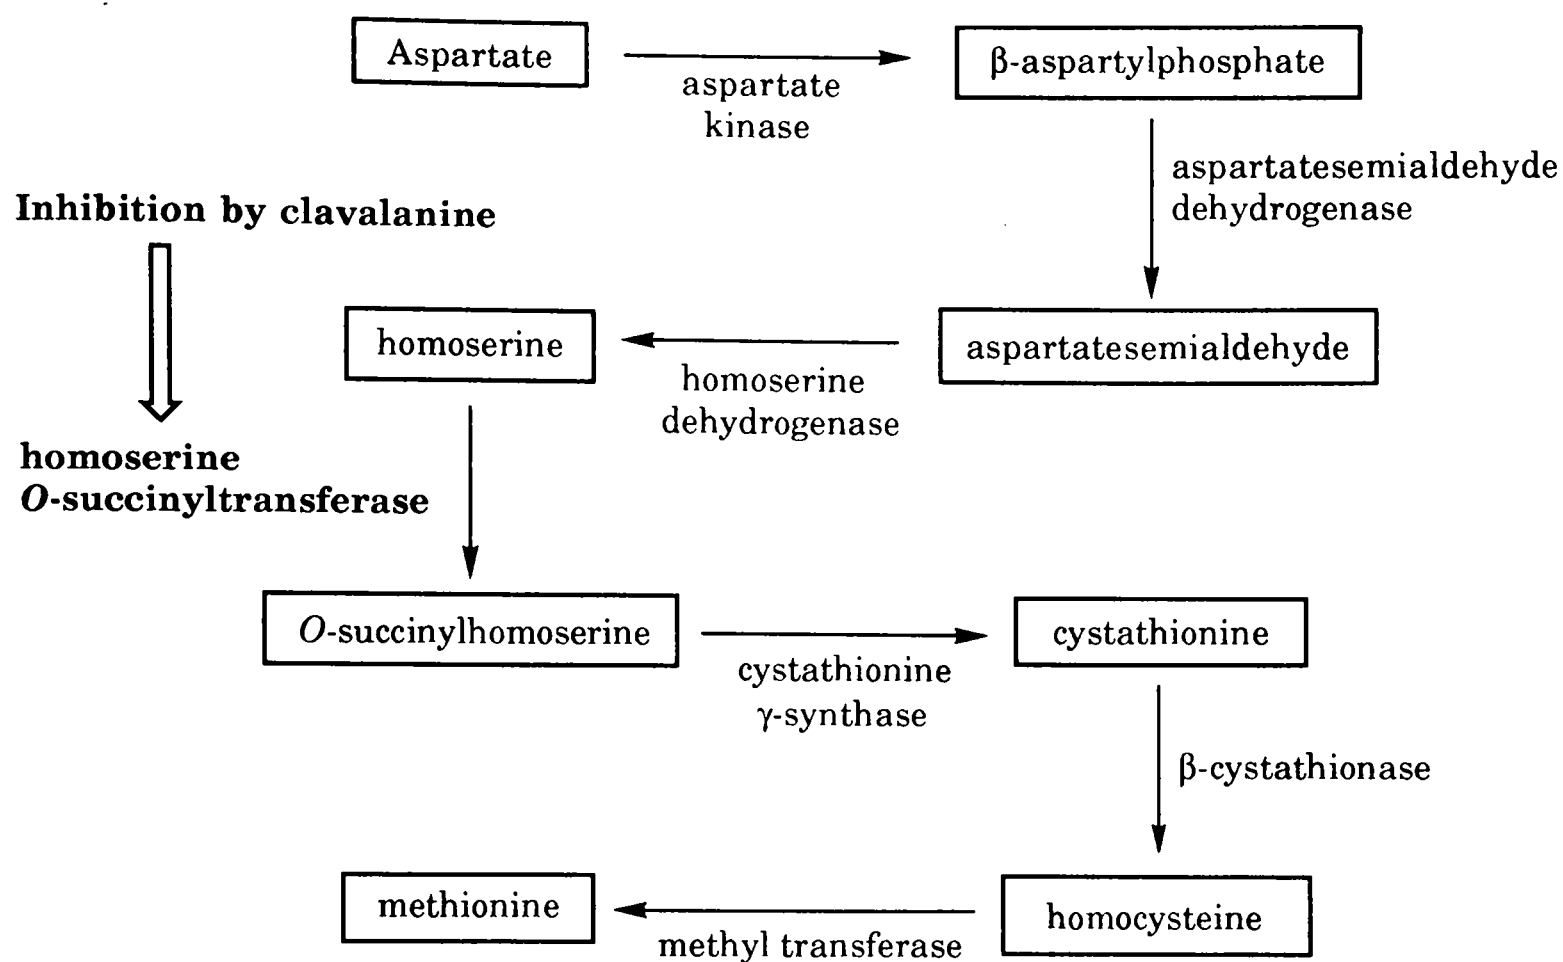 Aspartate
aspartate
kinase
β-aspartylphosphate
aspartatesemialdehyde
dehydrogenase
Inhibition by clavalanine
homoserine
O-succinyltransferase
aspartatesemialdehyde
homoserine
dehydrogenase
homoserine
O-succinylhomoserine
cystathionine
γ-synthase
cystathionine
β-cystathionase
homocysteine
methyl transferase
methionine